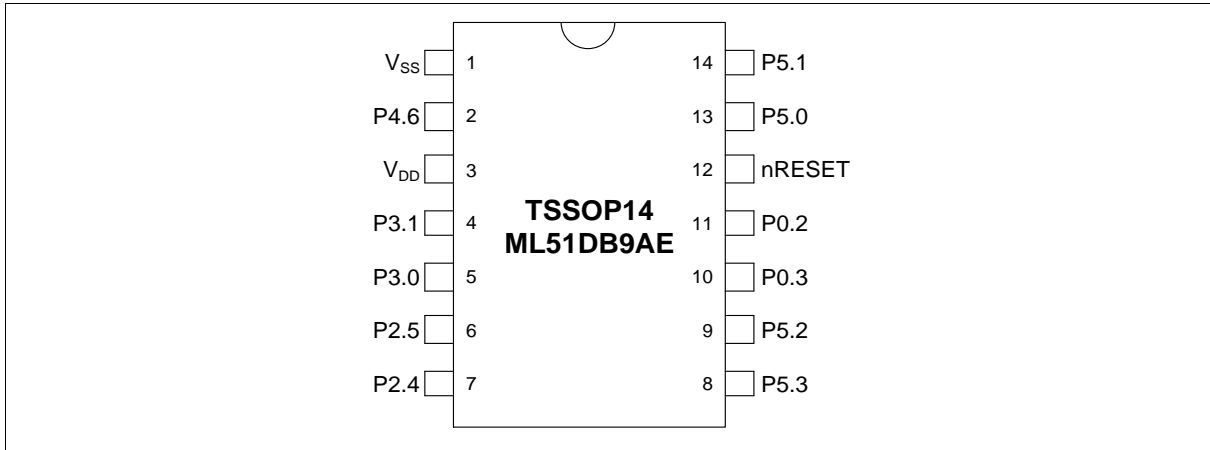 VSS 1 14 P5.1
P4.6 2 13 P5.0
VDD 3 12 nRESET
P3.1 4 11 P0.2
TSSOP14
ML51DB9AE
P3.0 5 10 P0.3
P2.5 6 9 P5.2
P2.4 7 8 P5.3